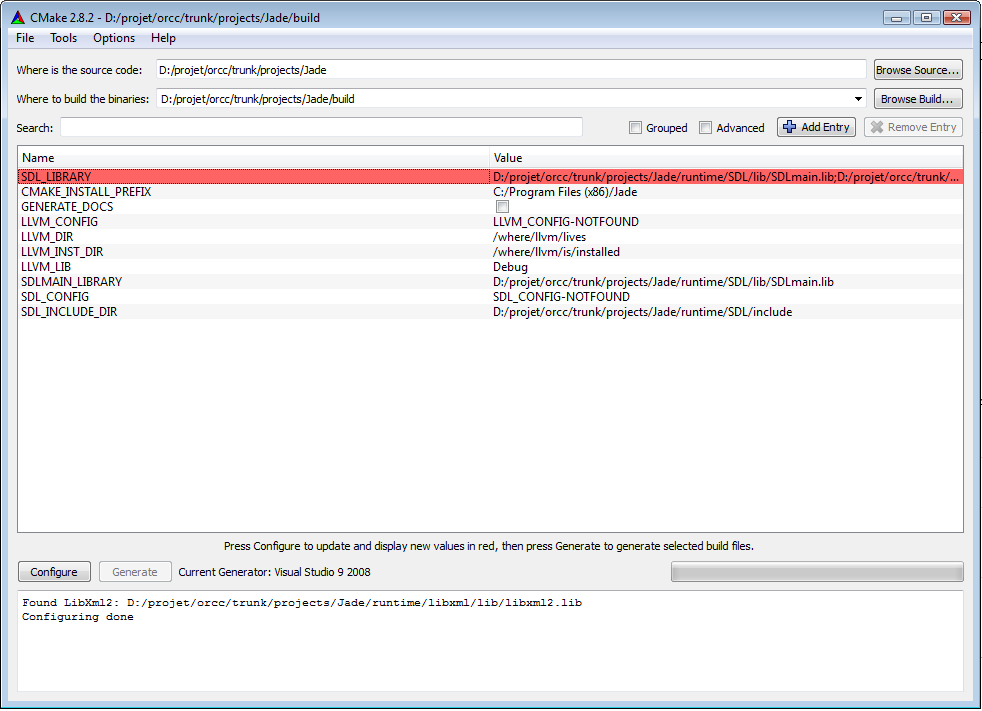 CMake 2.8.2 - D:/projet/orcc/trunk/projects/Jade/build
File Tools Options Help
Where is the source code: D:/projet/orcc/trunk/projects/Jade Browse Source...
Where to build the binaries: D:/projet/orcc/trunk/projects/Jade/build Browse Build...
Search: Grouped Advanced Add Entry Remove Entry
Name Value
SDL_LIBRARY D:/projet/orcc/trunk/projects/Jade/runtime/SDL/lib/SDLmain.lib;D:/projet/orcc/trunk/...
CMAKE_INSTALL_PREFIX C:/Program Files (x86)/Jade
GENERATE_DOCS
LLVM_CONFIG LLVM_CONFIG-NOTFOUND
LLVM_DIR /where/llvm/lives
LLVM_INST_DIR /where/llvm/is/installed
LLVM_LIB Debug
SDLMAIN_LIBRARY D:/projet/orcc/trunk/projects/Jade/runtime/SDL/lib/SDLmain.lib
SDL_CONFIG SDL_CONFIG-NOTFOUND
SDL_INCLUDE_DIR D:/projet/orcc/trunk/projects/Jade/runtime/SDL/include
Press Configure to update and display new values in red, then press Generate to generate selected build files.
Configure Generate Current Generator: Visual Studio 9 2008
Found LibXml2: D:/projet/orcc/trunk/projects/Jade/runtime/libxml/lib/libxml2.lib
Configuring done